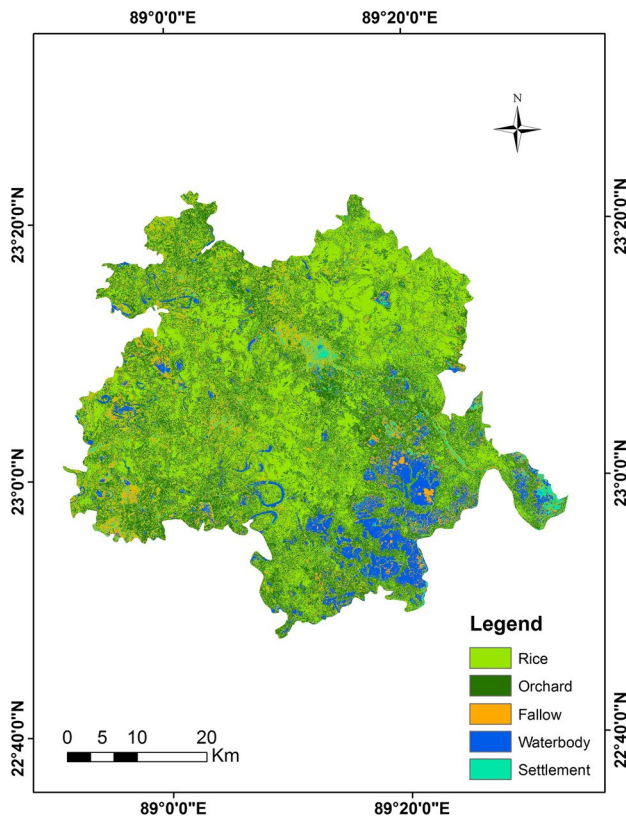 89°0'0"E 89°20'0"E
N
23°20'0"N 23°20'0"N
23°0'0"N 23°0'0"N
Legend
Rice
Orchard
Fallow
Waterbody
Settlement
22°40'0"N 22°40'0"N
0 5 10 20
Km
89°0'0"E 89°20'0"E